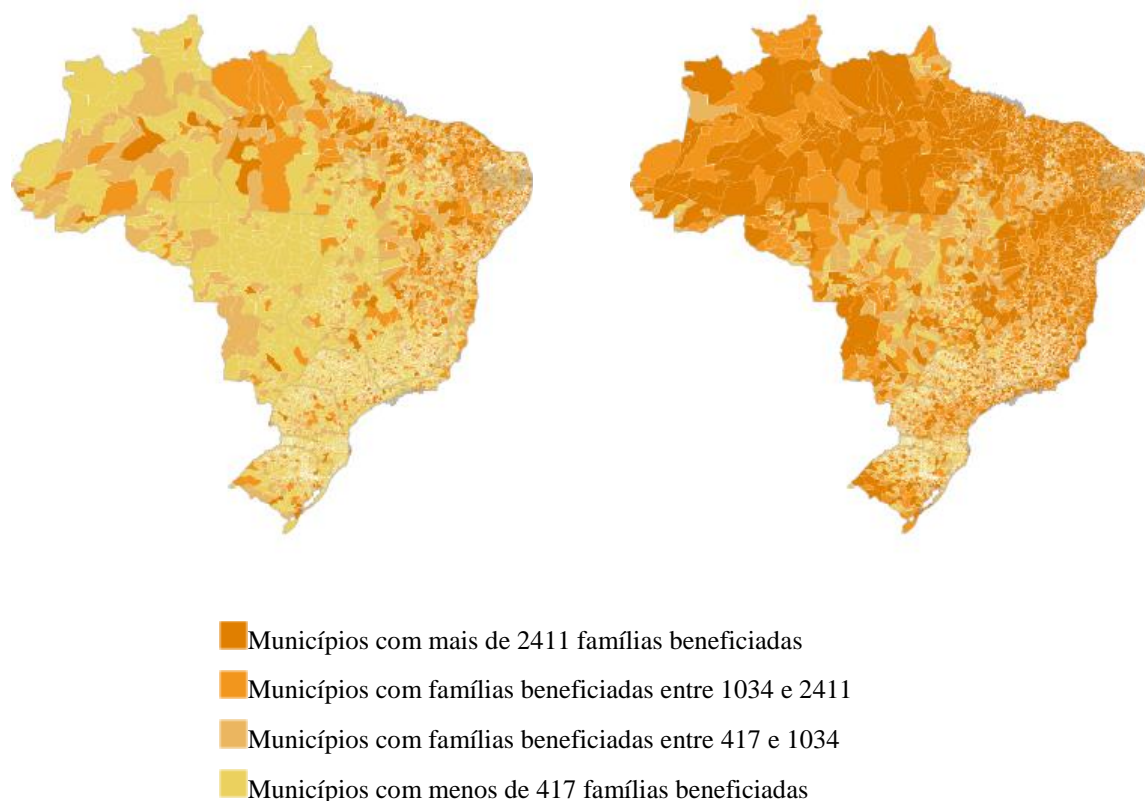 Municípios com mais de 2411 famílias beneficiadas
Municípios com famílias beneficiadas entre 1034 e 2411
Municípios com famílias beneficiadas entre 417 e 1034
Municípios com menos de 417 famílias beneficiadas